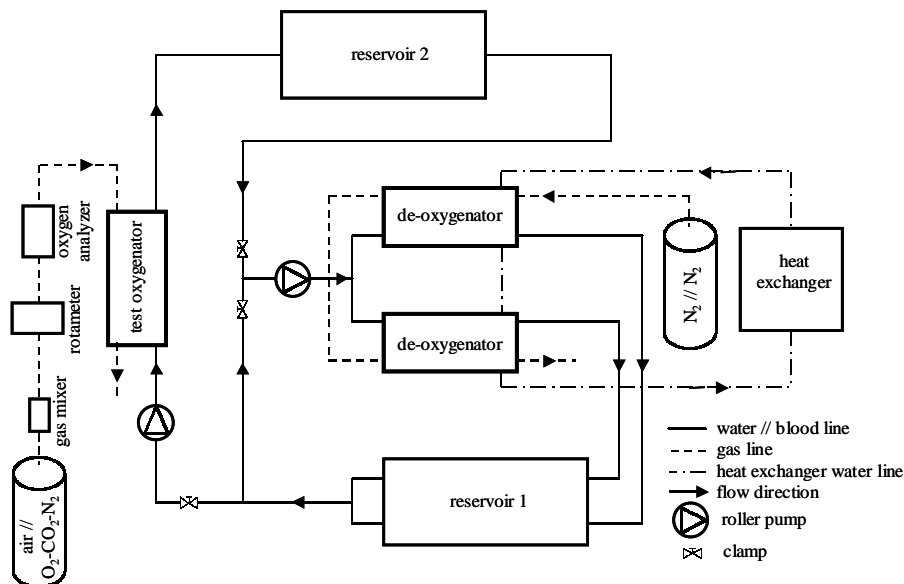 reservoir 2
oxygen
analyzer
rotameter
gas mixer
air //
O₂-CO₂-N₂
test oxygenator
de-oxygenator
de-oxygenator
N₂ // N₂
heat
exchanger
reservoir 1
water // blood line
gas line
heat exchanger water line
flow direction
roller pump
clamp